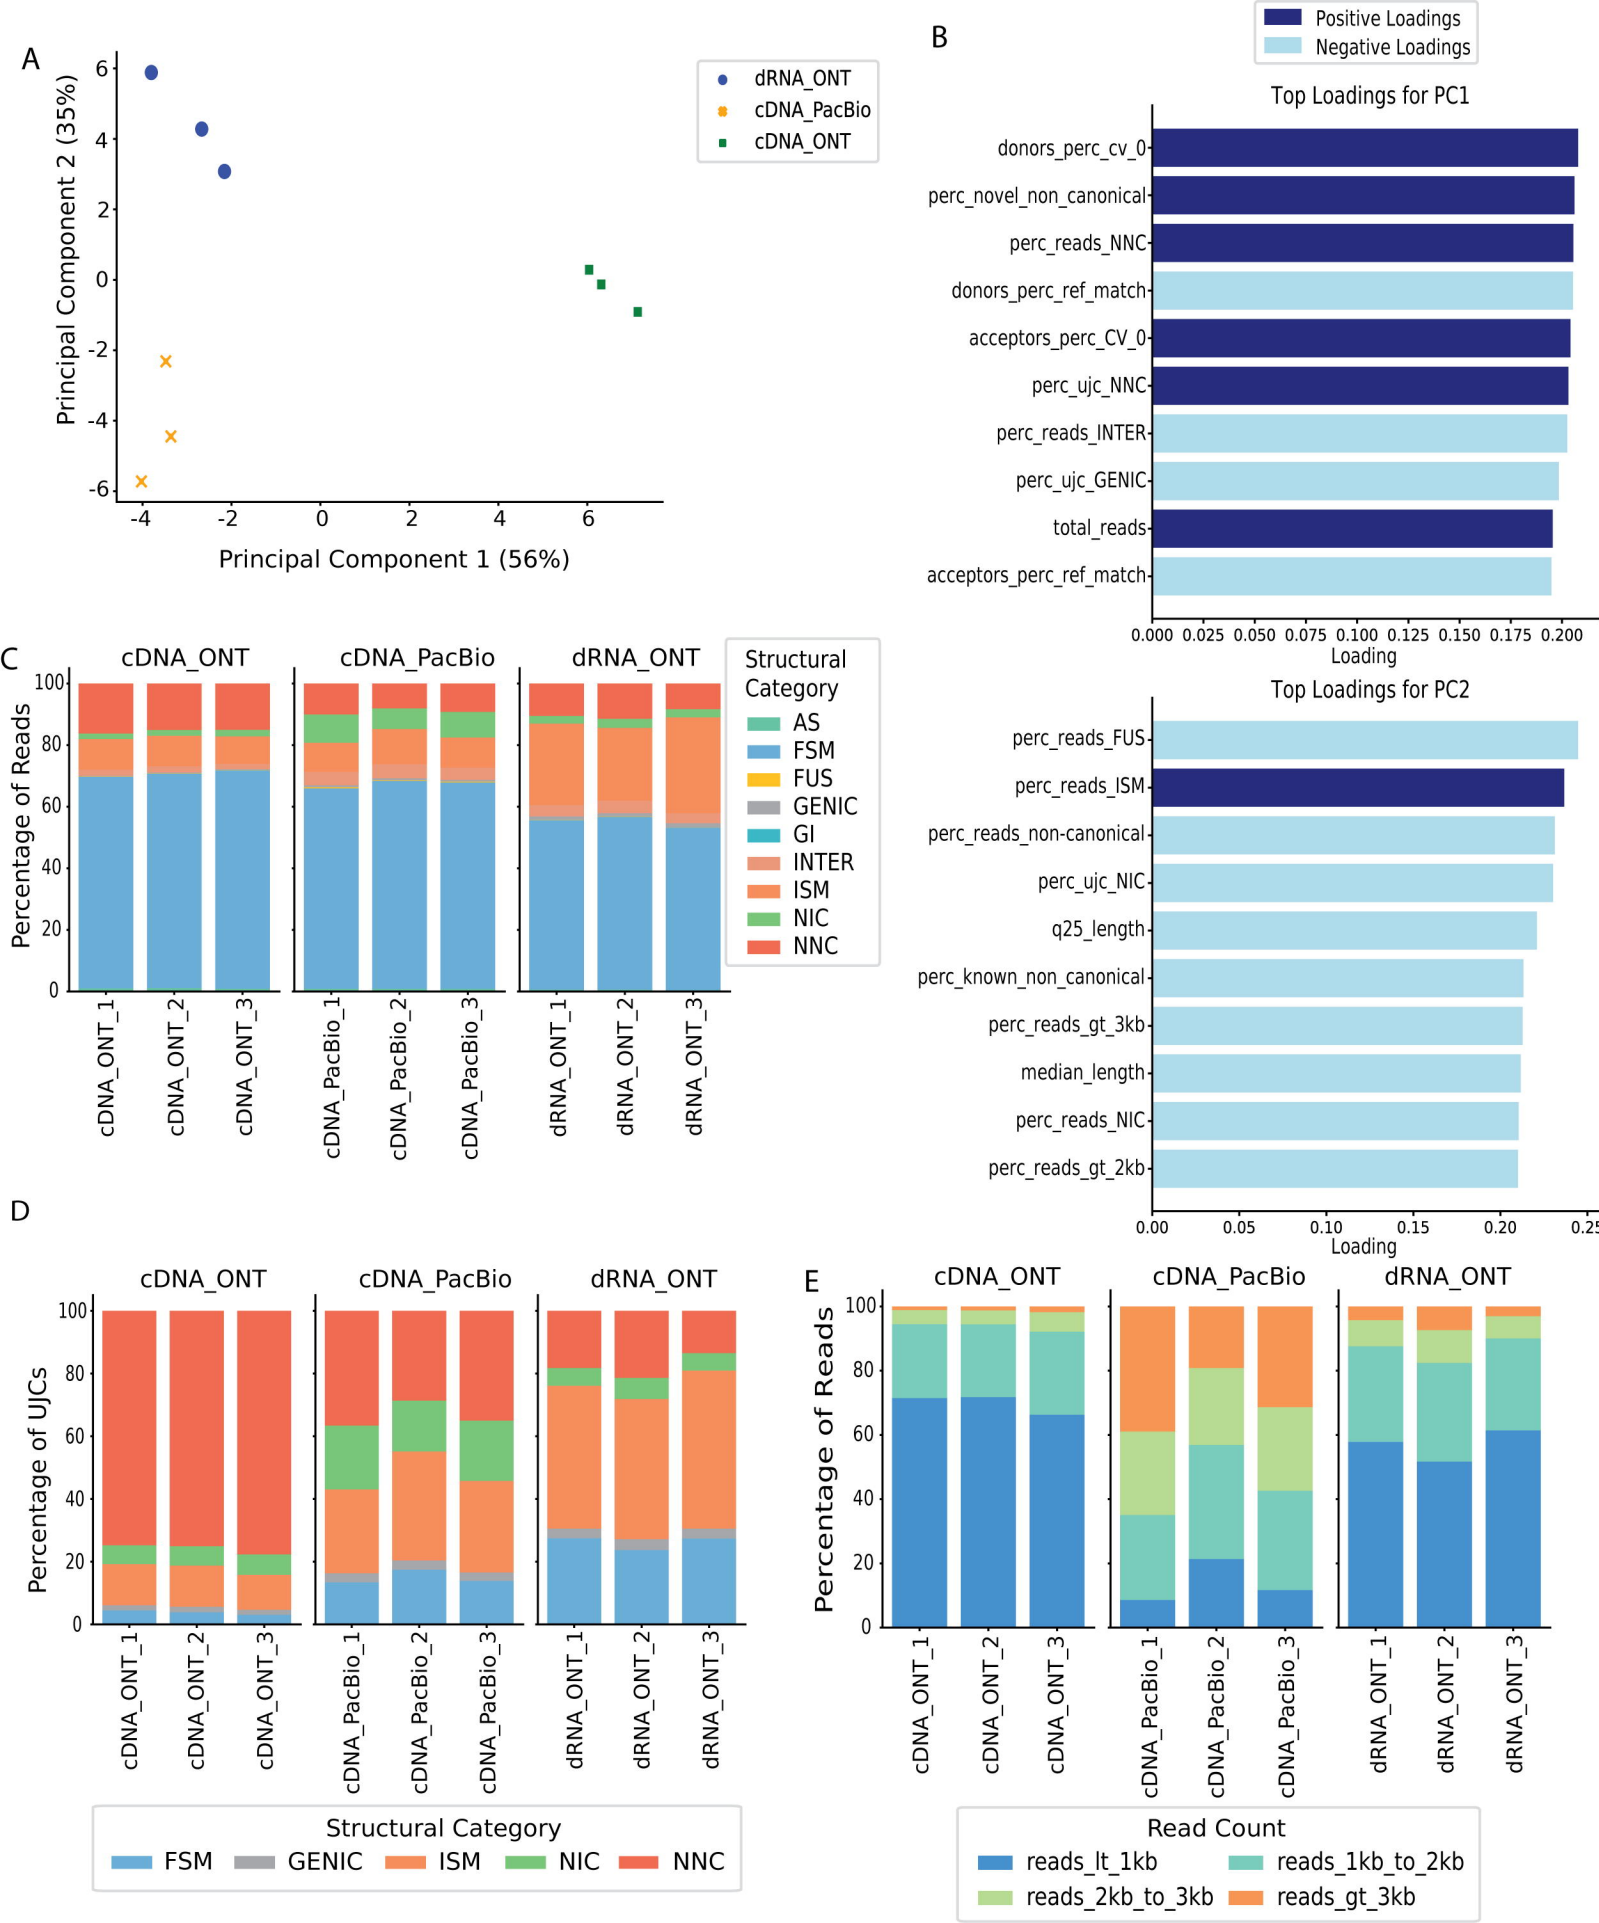 A
Principal Component 2 (35%)
6
4
2
0
-2
-4
-6
-4
-2
0
2
4
6
Principal Component 1 (56%)
dRNA_ONT
cDNA_PacBio
cDNA_ONT
B
Positive Loadings
Negative Loadings
Top Loadings for PC1
donors_perc_cv_0
perc_novel_non_canonical
perc_reads_NNC
donors_perc_ref_match
acceptors_perc_CV_0
perc_ujc_NNC
perc_reads_INTER
perc_ujc_GENIC
total_reads
acceptors_perc_ref_match
0.000 0.025 0.050 0.075 0.100 0.125 0.150 0.175 0.200
Loading
Top Loadings for PC2
perc_reads_FUS
perc_reads_ISM
perc_reads_non-canonical
perc_ujc_NIC
q25_length
perc_known_non_canonical
perc_reads_gt_3kb
median_length
perc_reads_NIC
perc_reads_gt_2kb
0.00 0.05 0.10 0.15 0.20 0.25
Loading
C
cDNA_ONT
cDNA_PacBio
dRNA_ONT
Percentage of Reads
100
80
60
40
20
0
cDNA_ONT_1
cDNA_ONT_2
cDNA_ONT_3
cDNA_PacBio_1
cDNA_PacBio_2
cDNA_PacBio_3
dRNA_ONT_1
dRNA_ONT_2
dRNA_ONT_3
Structural
Category
AS
FSM
FUS
GENIC
GI
INTER
ISM
NIC
NNC
D
cDNA_ONT
cDNA_PacBio
dRNA_ONT
Percentage of UJCs
100
80
60
40
20
0
cDNA_ONT_1
cDNA_ONT_2
cDNA_ONT_3
cDNA_PacBio_1
cDNA_PacBio_2
cDNA_PacBio_3
dRNA_ONT_1
dRNA_ONT_2
dRNA_ONT_3
Structural Category
FSM GENIC ISM NIC NNC
E
cDNA_ONT
cDNA_PacBio
dRNA_ONT
Percentage of Reads
100
80
60
40
20
0
cDNA_ONT_1
cDNA_ONT_2
cDNA_ONT_3
cDNA_PacBio_1
cDNA_PacBio_2
cDNA_PacBio_3
dRNA_ONT_1
dRNA_ONT_2
dRNA_ONT_3
Read Count
reads_lt_1kb reads_1kb_to_2kb
reads_2kb_to_3kb reads_gt_3kb